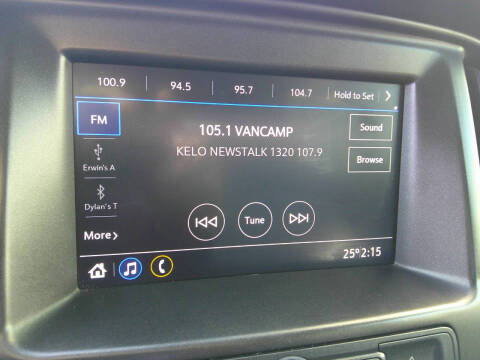 100.9 94.5 95.7 104.7 Hold to Set >
FM
105.1 VANCAMP
Sound
KELO NEWSTALK 1320 107.9
Browse
Erwin's A
Dylan's T
Tune
More >
25° 2:15